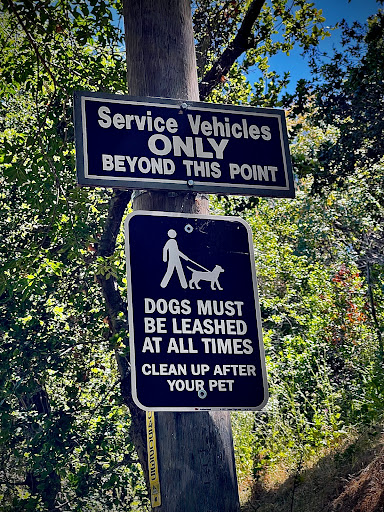 Service Vehicles
ONLY
BEYOND THIS POINT
DOGS MUST
BE LEASHED
AT ALL TIMES
CLEAN UP AFTER
YOUR PET